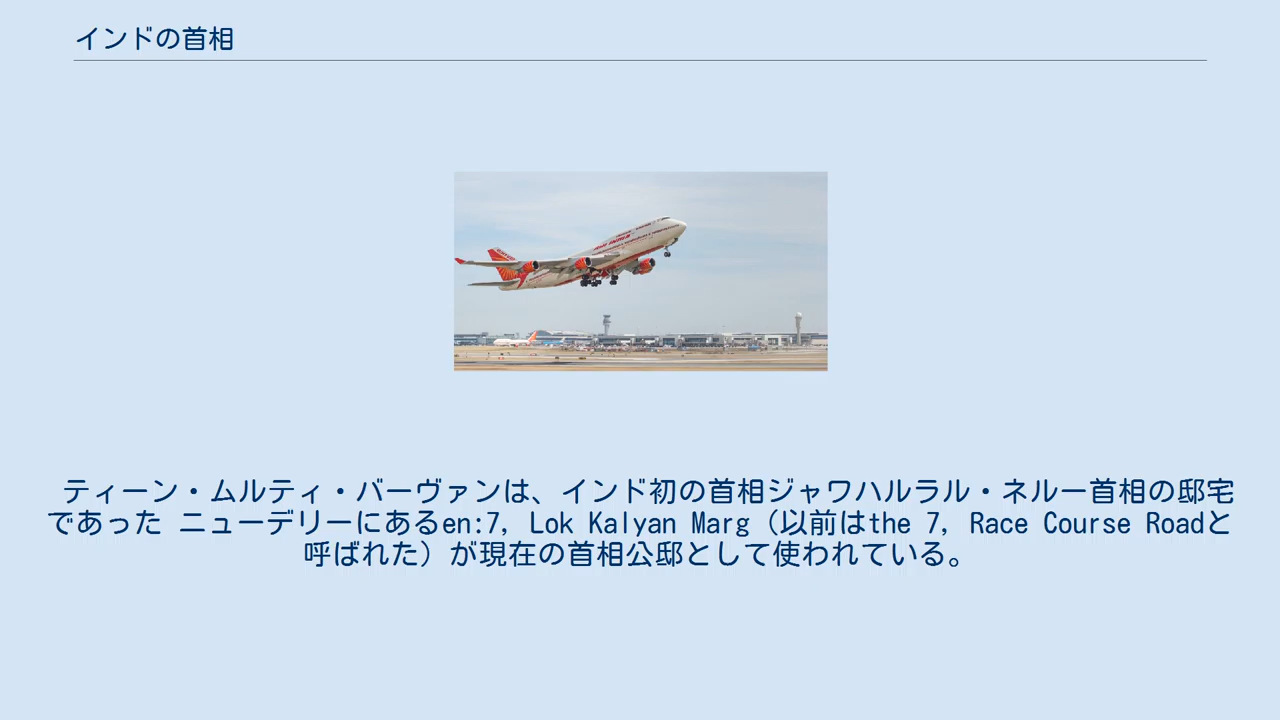 インドの首相
AIR INDIA
ティーン・ムルティ・バーヴァンは、インド初の首相ジャワハルラル・ネルー首相の邸宅
であった ニューデリーにあるen:7, Lok Kalyan Marg（以前はthe 7, Race Course Roadと
呼ばれた）が現在の首相公邸として使われている。